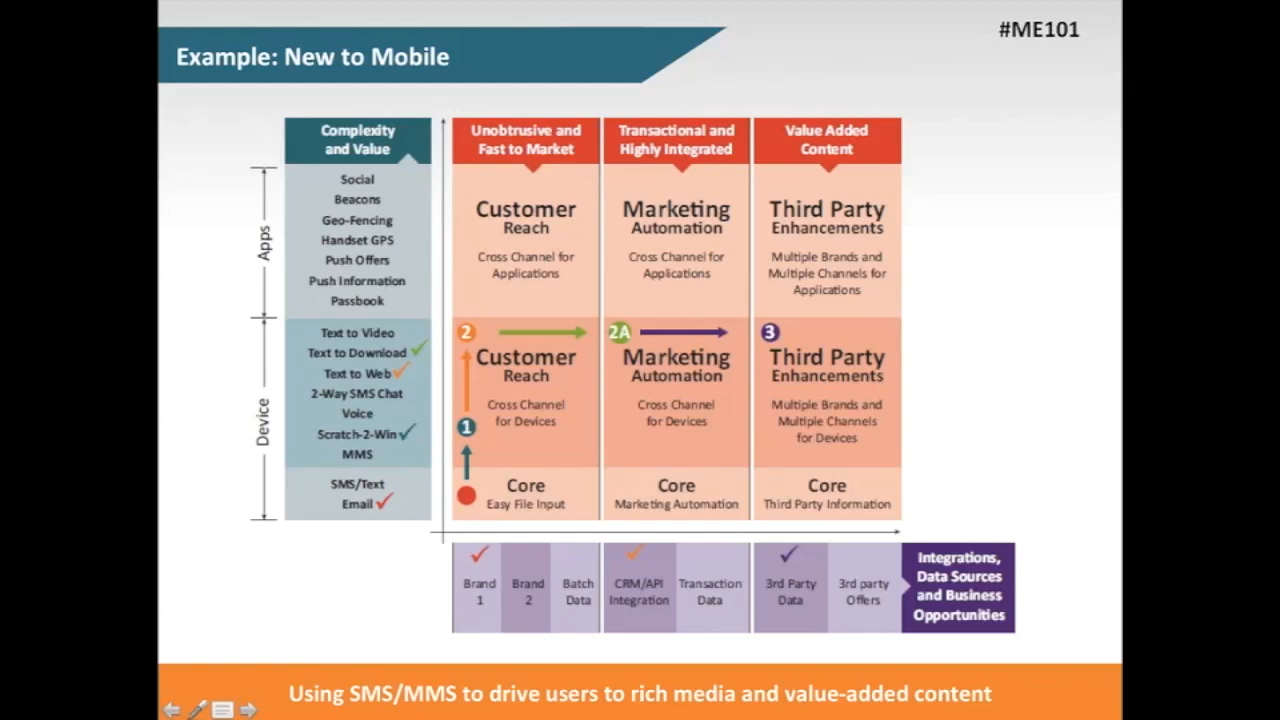 #ME101
Example: New to Mobile
Complexity
and Value
Unobtrusive and
Fast to Market
Transactional and
Highly Integrated
Value Added
Content
Apps
Social
Beacons
Geo-Fencing
Handset GPS
Push Offers
Push Information
Passbook
Customer
Reach
Cross Channel for
Applications
Marketing
Automation
Cross Channel for
Applications
Third Party
Enhancements
Multiple Brands and
Multiple Channels for
Applications
Device
Text to Video
Text to Download
Text to Web
2-Way SMS Chat
Voice
Scratch-2-Win
MMS
SMS/Text
Email
2
Customer
Reach
Cross Channel
for Devices
1
2A
Marketing
Automation
Cross Channel
for Devices
3
Third Party
Enhancements
Multiple Brands and
Multiple Channels
for Devices
Core
Easy File Input
Core
Marketing Automation
Core
Third Party Information
Brand
1
Brand
2
Batch
Data
CRM/API
Integration
Transaction
Data
3rd Party
Data
3rd party
Offers
Integrations,
Data Sources
and Business
Opportunities
Using SMS/MMS to drive users to rich media and value-added content